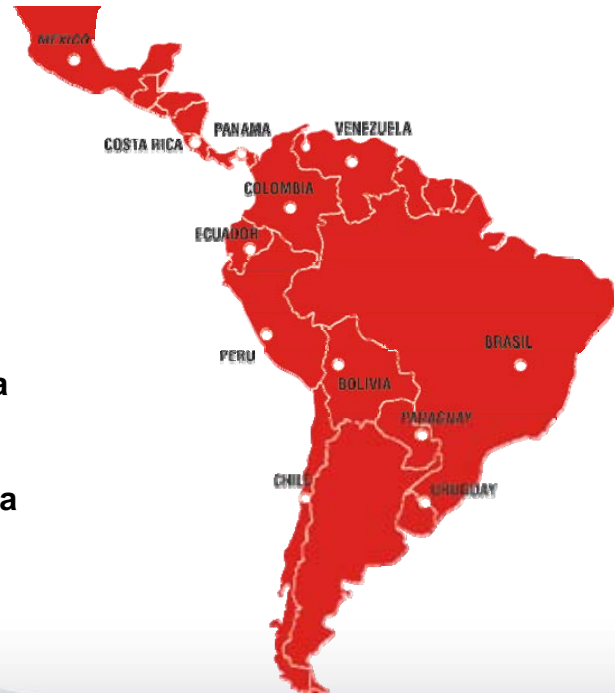 MEXICO
PANAMA
VENEZUELA
COSTA RICA
COLOMBIA
ECUADOR
BRASIL
PERU
a
BOLIVIA
PARAGUAY
CHILE
URUGUAY
a